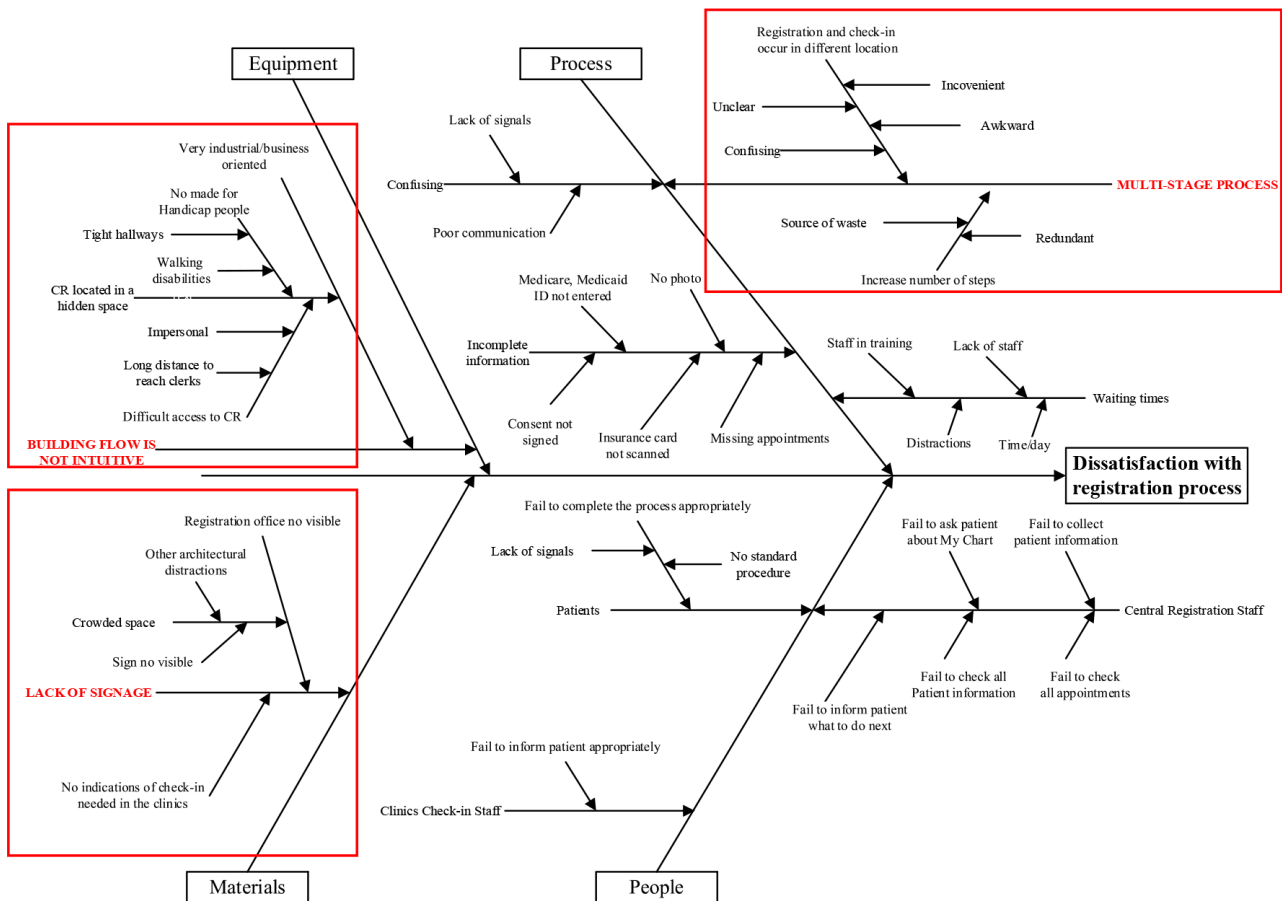 Equipment
Process
Registration and check-in
occur in different location
Incovenient
Unclear
Awkward
Confusing
MULTI-STAGE PROCESS
Source of waste
Redundant
Increase number of steps
Lack of signals
Confusing
Poor communication
Very industrial/business
oriented
No made for
Handicap people
Tight hallways
Walking
disabilities
CR located in a
hidden space
Impersonal
Long distance to
reach clerks
Difficult access to CR
BUILDING FLOW IS
NOT INTUITIVE
Medicare, Medicaid
ID not entered
No photo
Incomplete
information
Consent not
signed
Insurance card
not scanned
Missing appointments
Staff in training
Lack of staff
Waiting times
Distractions
Time/day
Dissatisfaction with
registration process
Registration office no visible
Other architectural
distractions
Crowded space
Sign no visible
LACK OF SIGNAGE
No indications of check-in
needed in the clinics
Fail to complete the process appropriately
Lack of signals
No standard
procedure
Patients
Fail to ask patient
about My Chart
Fail to collect
patient information
Central Registration Staff
Fail to inform patient
what to do next
Fail to check all
Patient information
Fail to check
all appointments
Fail to inform patient appropriately
Clinics Check-in Staff
Materials
People